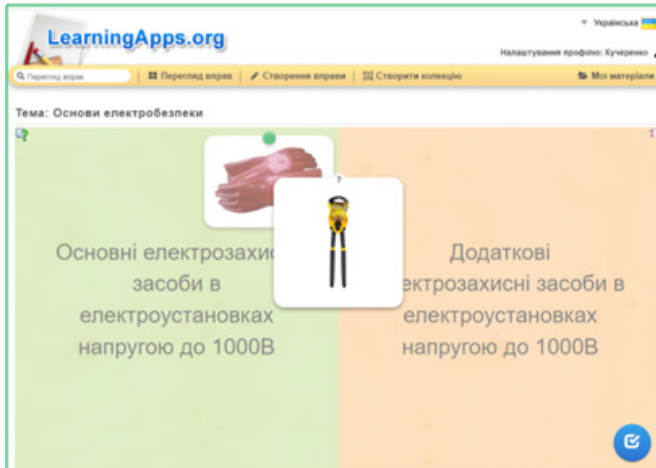 LearningApps.org
Українська
Налаштування профілю: Кучеренко
Перегляд вправ
Перегляд вправ
Створення вправи
Створити колекцію
Мої матеріали
Тема: Основи електробезпеки
?
Основні електрозахи
засоби в
електроустановках
напругою до 1000В
Додаткові
ектрозахисні засоби в
електроустановках
напругою до 1000В